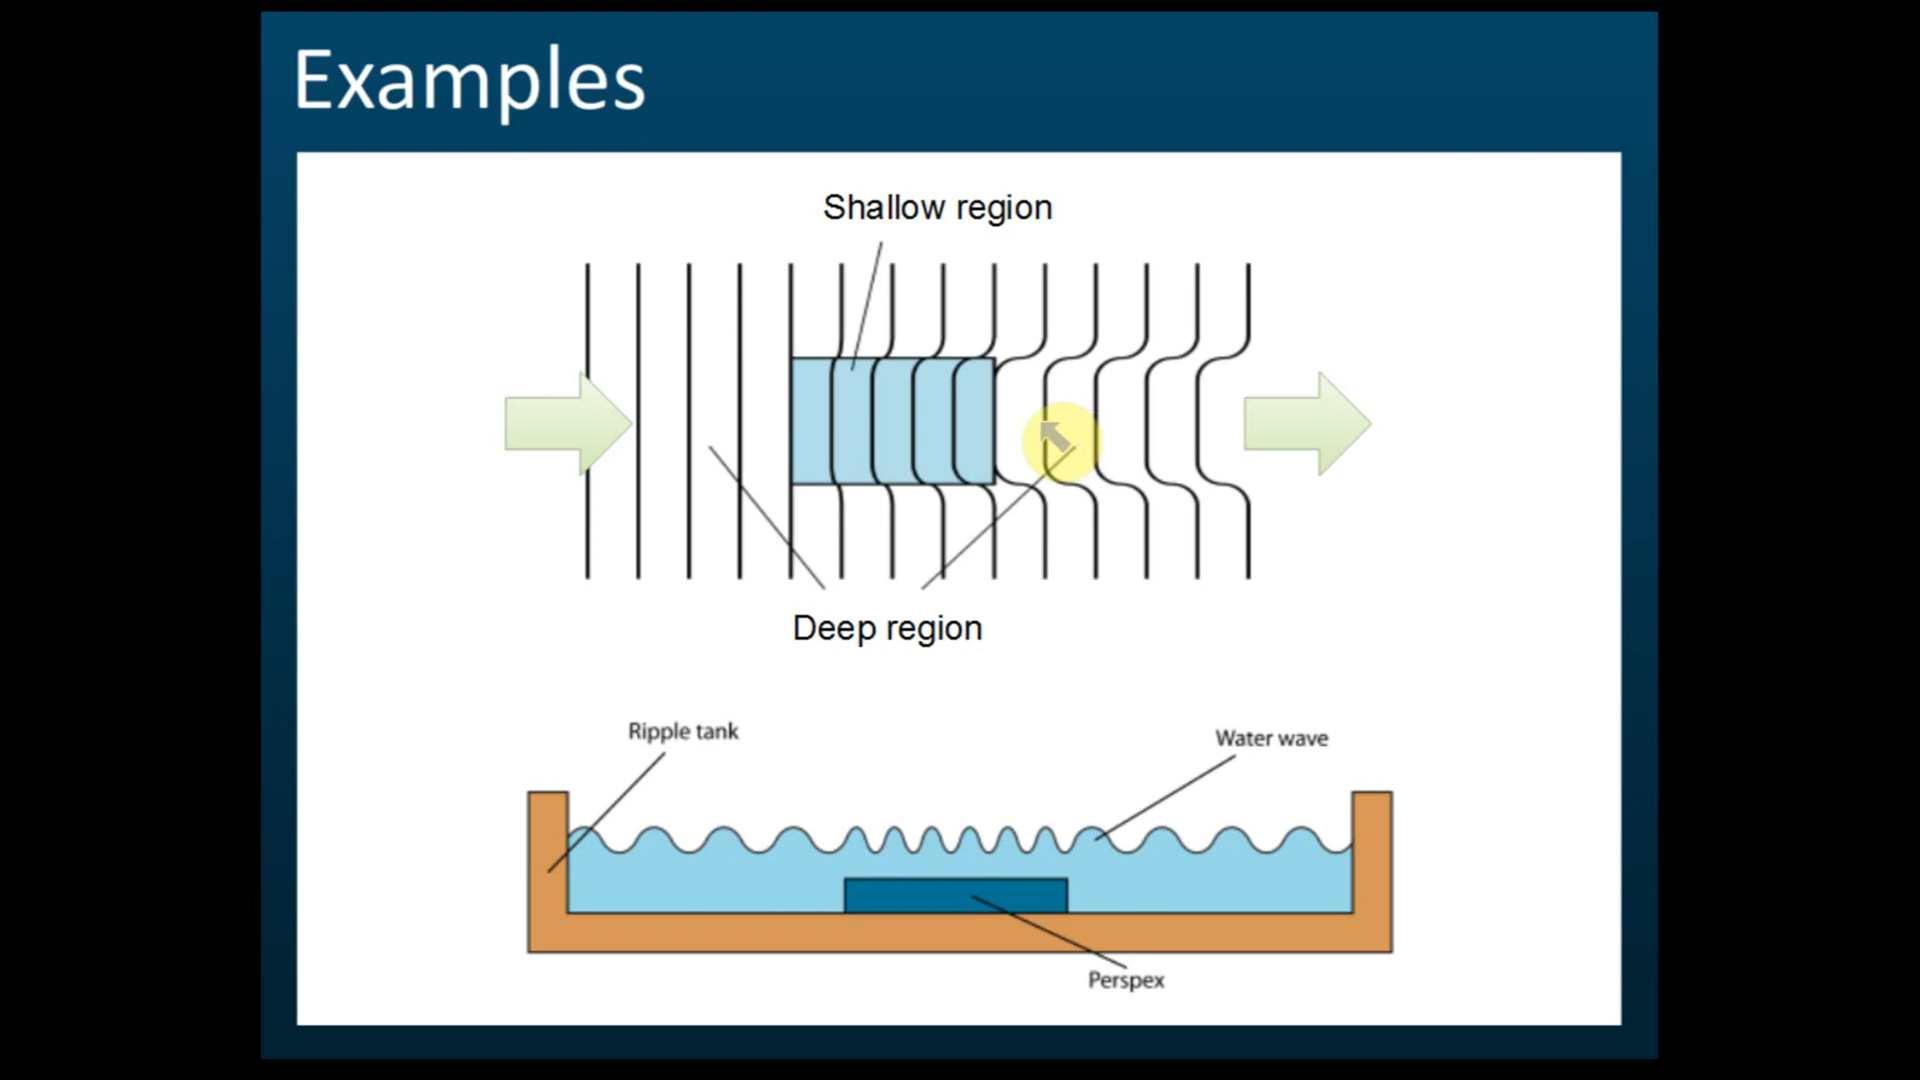 Examples
Shallow region
Deep region
Ripple tank
Water wave
Perspex